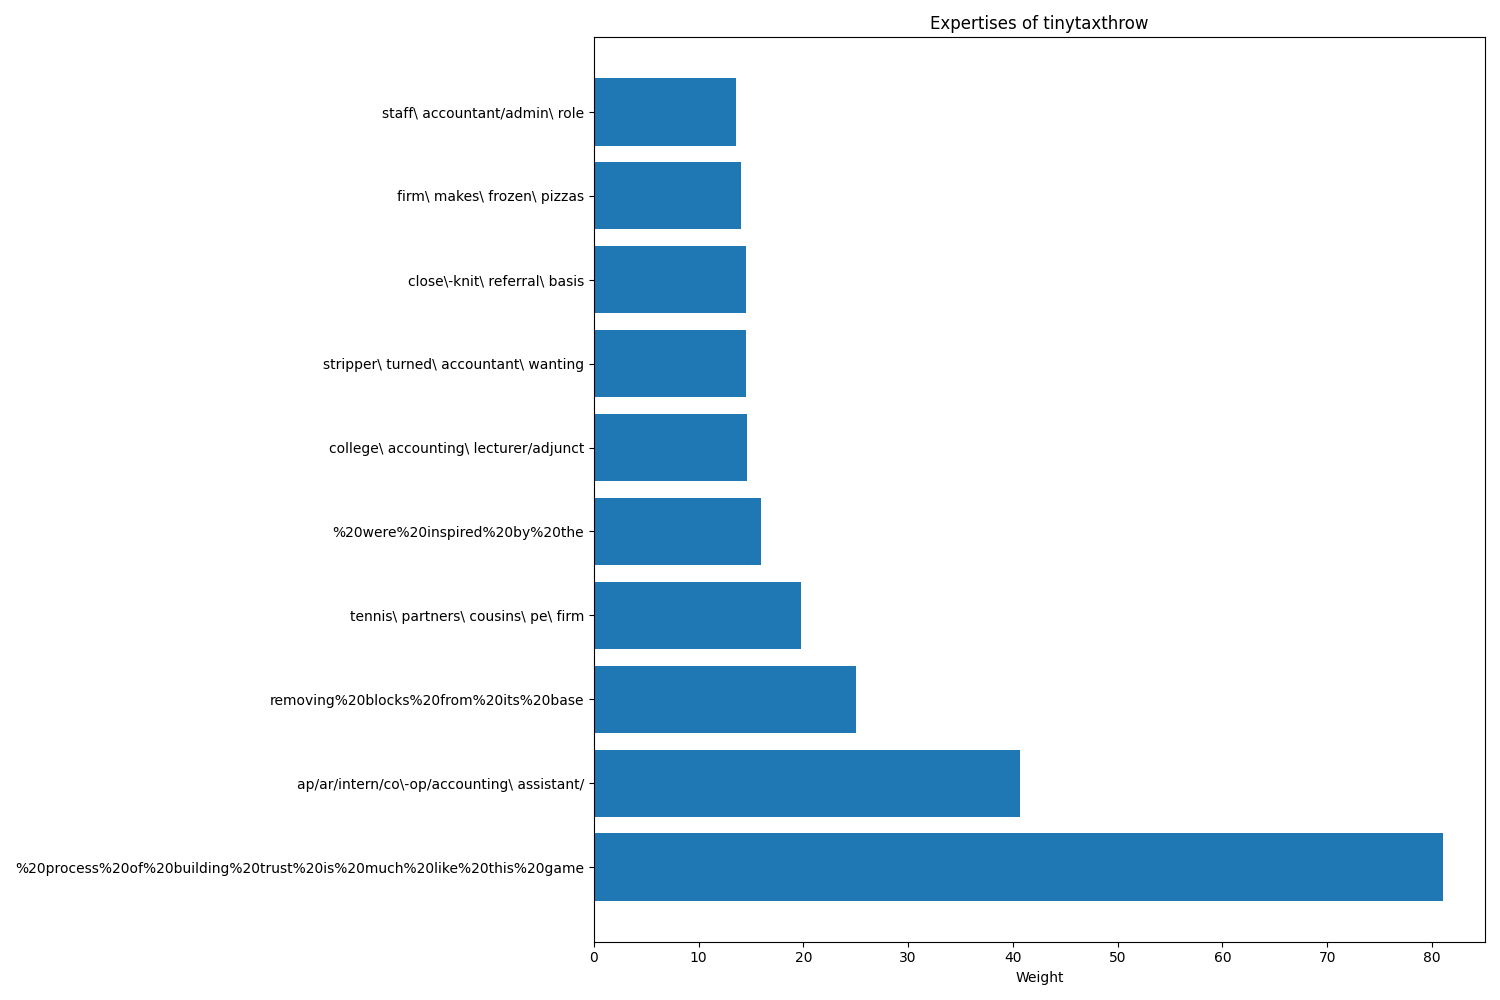 Expertises of tinytaxthrow
staff\ accountant/admin\ role
firm\ makes\ frozen\ pizzas
close\-knit\ referral\ basis
stripper\ turned\ accountant\ wanting
college\ accounting\ lecturer/adjunct
%20were%20inspired%20by%20the
tennis\ partners\ cousins\ pe\ firm
removing%20blocks%20from%20its%20base
ap/ar/intern/co\-op/accounting\ assistant/
%20process%20of%20building%20trust%20is%20much%20like%20this%20game
0 10 20 30 40 50 60 70 80
Weight